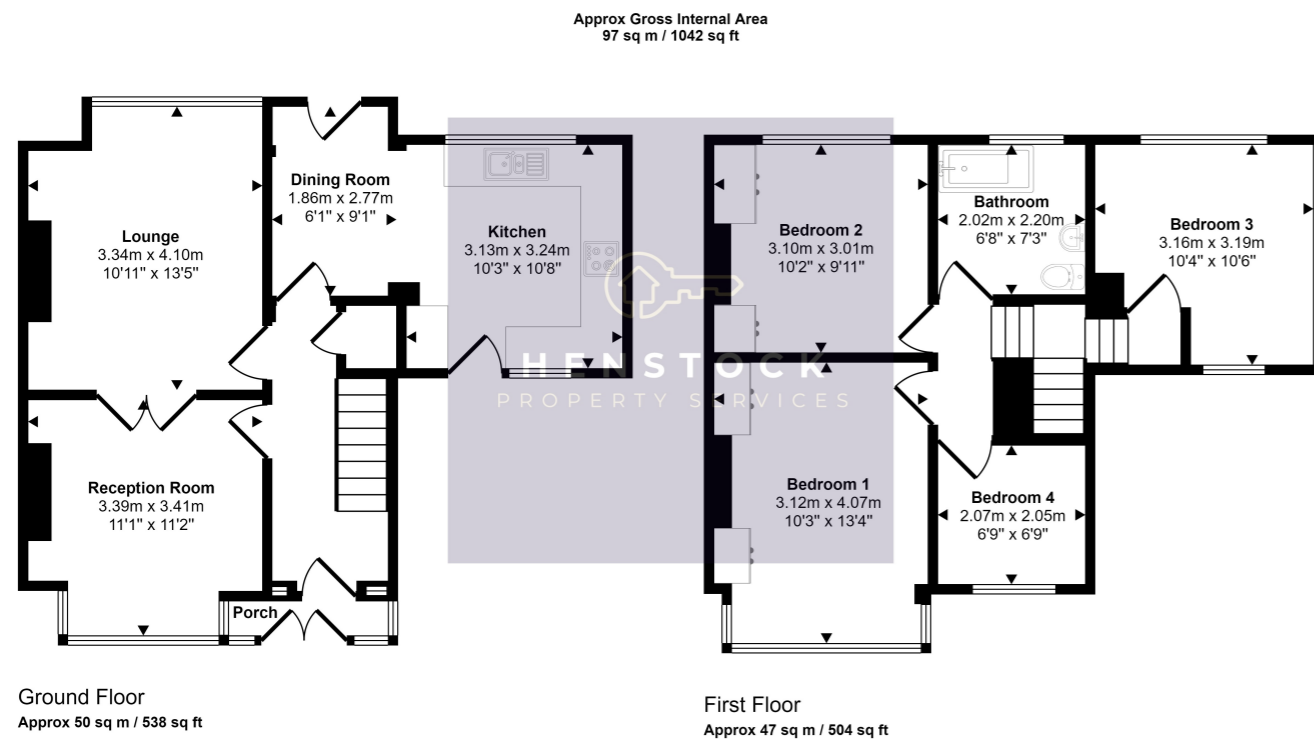 Approx Gross Internal Area
97 sq m / 1042 sq ft
Lounge
3.34m x 4.10m
10'11" x 13'5"
Dining Room
1.86m x 2.77m
6'1" x 9'1"
Kitchen
3.13m x 3.24m
10'3" x 10'8"
Reception Room
3.39m x 3.41m
11'1" x 11'2"
Porch
Ground Floor
Approx 50 sq m / 538 sq ft
Bedroom 2
3.10m x 3.01m
10'2" x 9'11"
Bathroom
2.02m x 2.20m
6'8" x 7'3"
Bedroom 3
3.16m x 3.19m
10'4" x 10'6"
Bedroom 1
3.12m x 4.07m
10'3" x 13'4"
Bedroom 4
2.07m x 2.05m
6'9" x 6'9"
First Floor
Approx 47 sq m / 504 sq ft
HENSTOCK
PROPERTY SERVICES